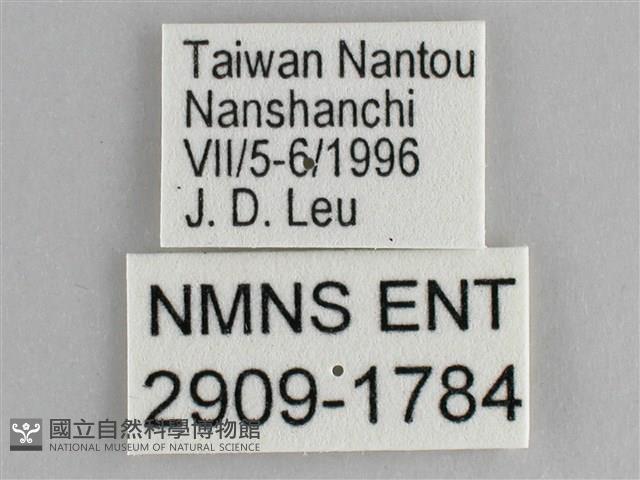 Taiwan Nantou
Nanshanchi
VII/5-6/1996
J. D. Leu
NMNS ENT
2909-1784
國立自然科學博物館
NATIONAL MUSEUM OF NATURAL SCIENCE